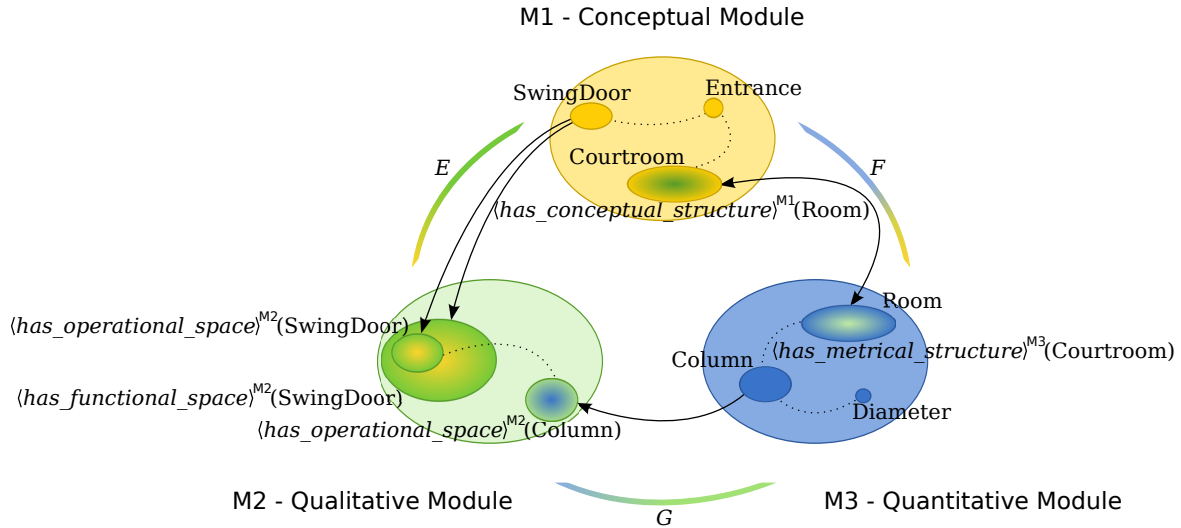 M1 - Conceptual Module
SwingDoor
Entrance
E
F
Courtroom
⟨has_conceptual_structure⟩ᴹ¹(Room)
Room
⟨has_operational_space⟩ᴹ²(SwingDoor)
⟨has_metrical_structure⟩ᴹ³(Courtroom)
Column
⟨has_functional_space⟩ᴹ²(SwingDoor)
Diameter
⟨has_operational_space⟩ᴹ²(Column)
M2 - Qualitative Module
M3 - Quantitative Module
G